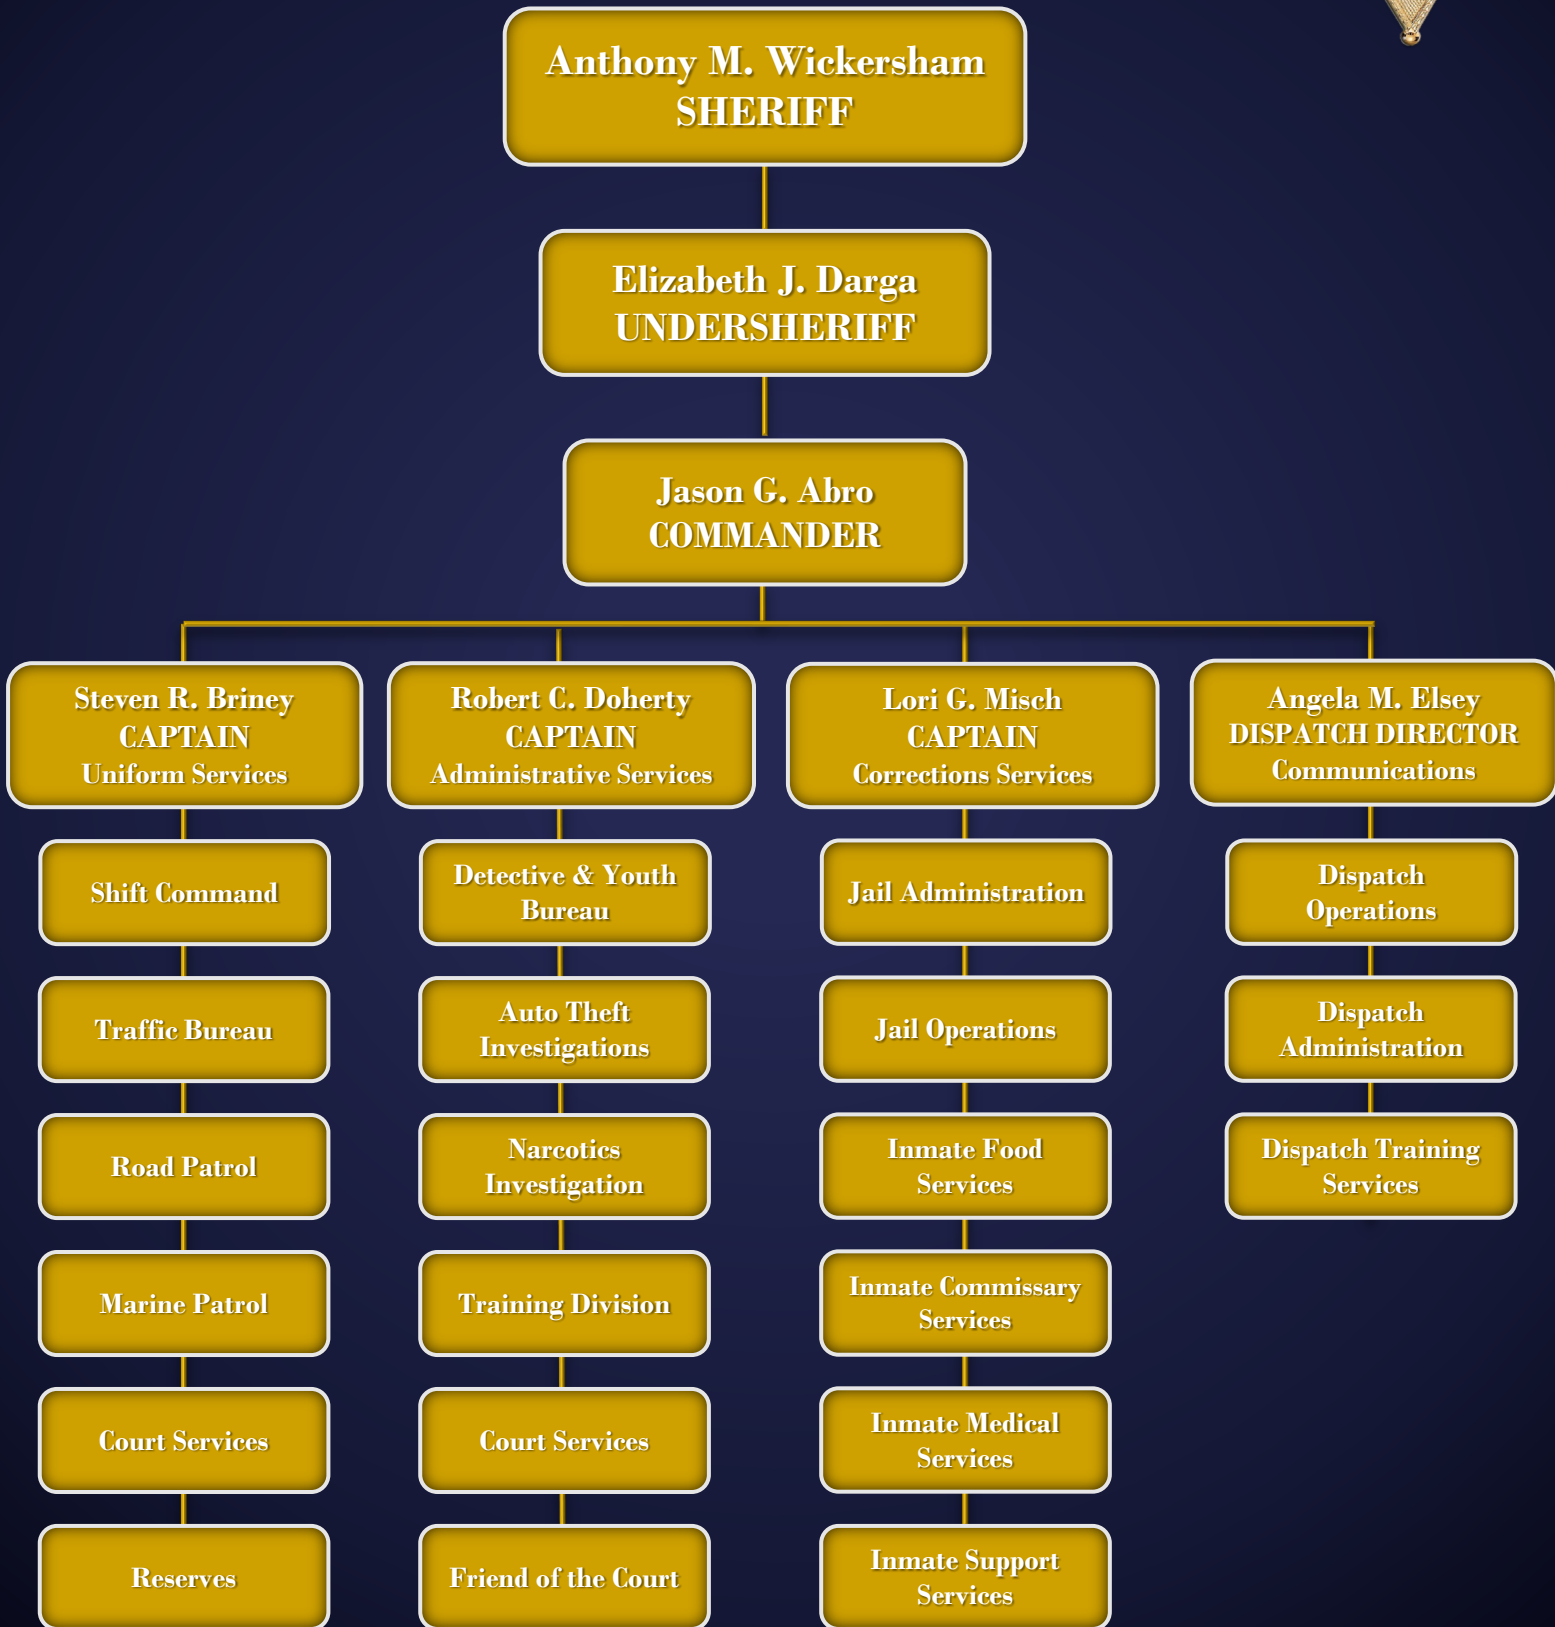 Anthony M. Wickersham
SHERIFF
Elizabeth J. Darga
UNDERSHERIFF
Jason G. Abro
COMMANDER
Steven R. Briney
CAPTAIN
Uniform Services
Robert C. Doherty
CAPTAIN
Administrative Services
Lori G. Misch
CAPTAIN
Corrections Services
Angela M. Elsey
DISPATCH DIRECTOR
Communications
Shift Command
Traffic Bureau
Road Patrol
Marine Patrol
Court Services
Reserves
Detective & Youth
Bureau
Auto Theft
Investigations
Narcotics
Investigation
Training Division
Court Services
Friend of the Court
Jail Administration
Jail Operations
Inmate Food
Services
Inmate Commissary
Services
Inmate Medical
Services
Inmate Support
Services
Dispatch
Operations
Dispatch
Administration
Dispatch Training
Services